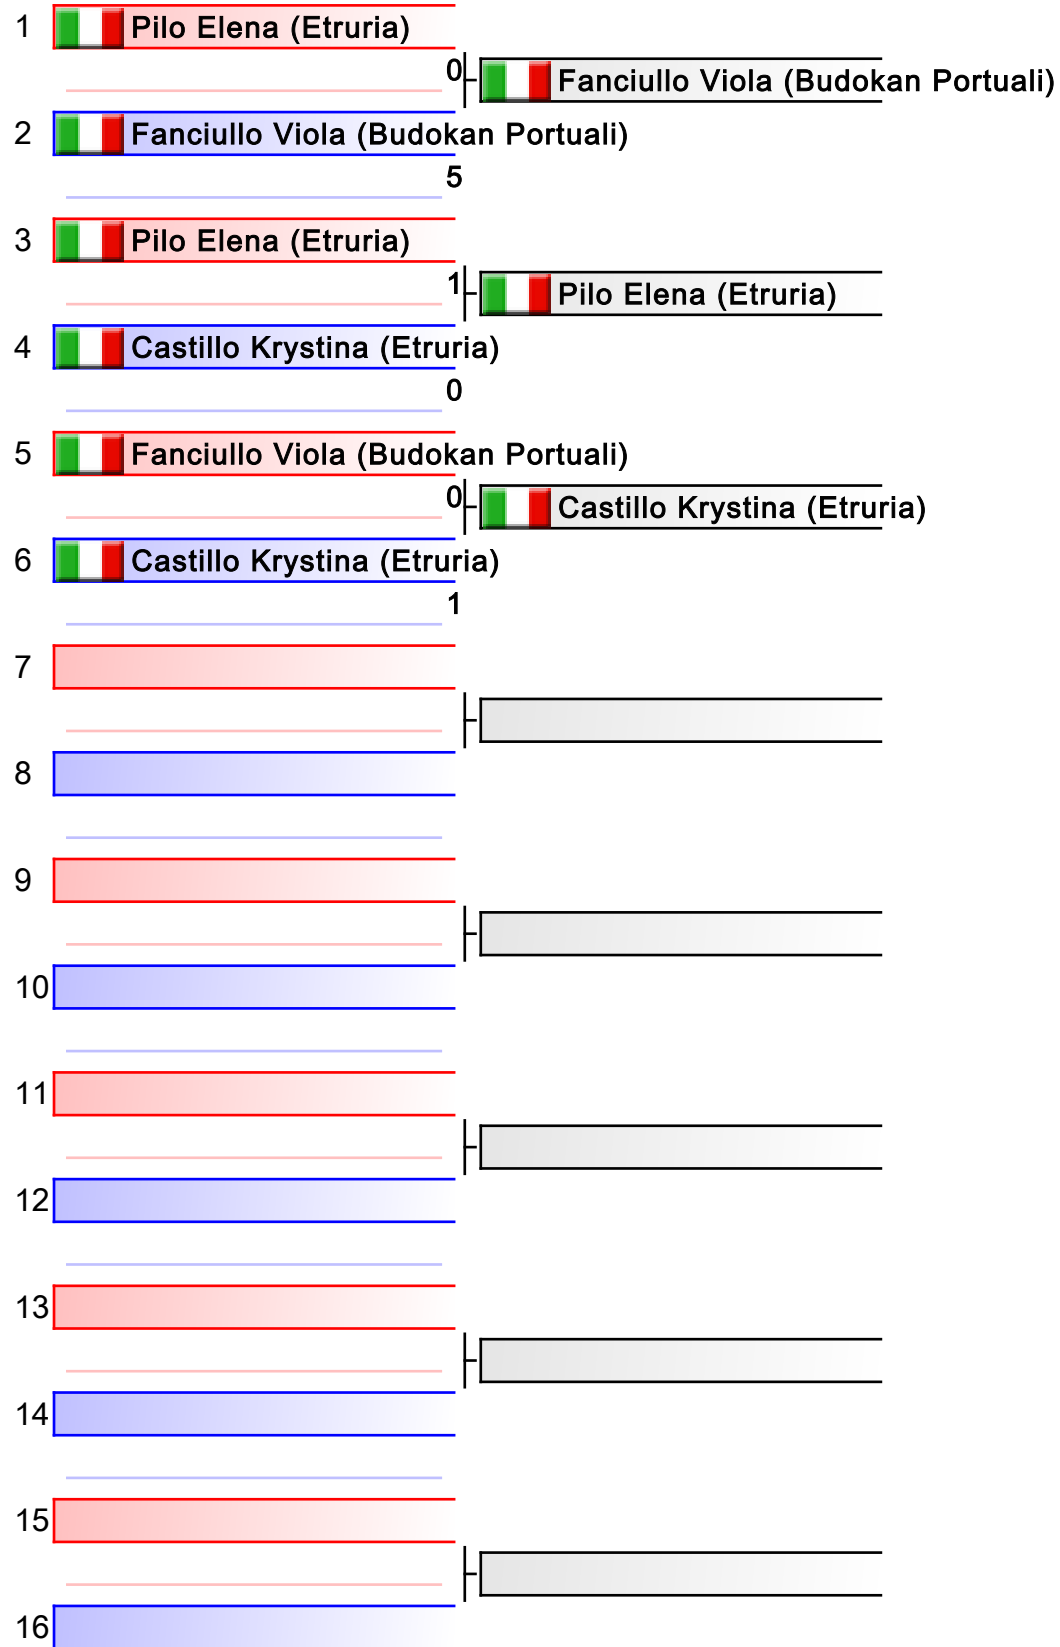 1 Pilo Elena (Etruria)
0 Fanciullo Viola (Budokan Portuali)
2 Fanciullo Viola (Budokan Portuali)
5
3 Pilo Elena (Etruria)
1 Pilo Elena (Etruria)
4 Castillo Krystina (Etruria)
0
5 Fanciullo Viola (Budokan Portuali)
0 Castillo Krystina (Etruria)
6 Castillo Krystina (Etruria)
1
7
8
9
10
11
12
13
14
15
16